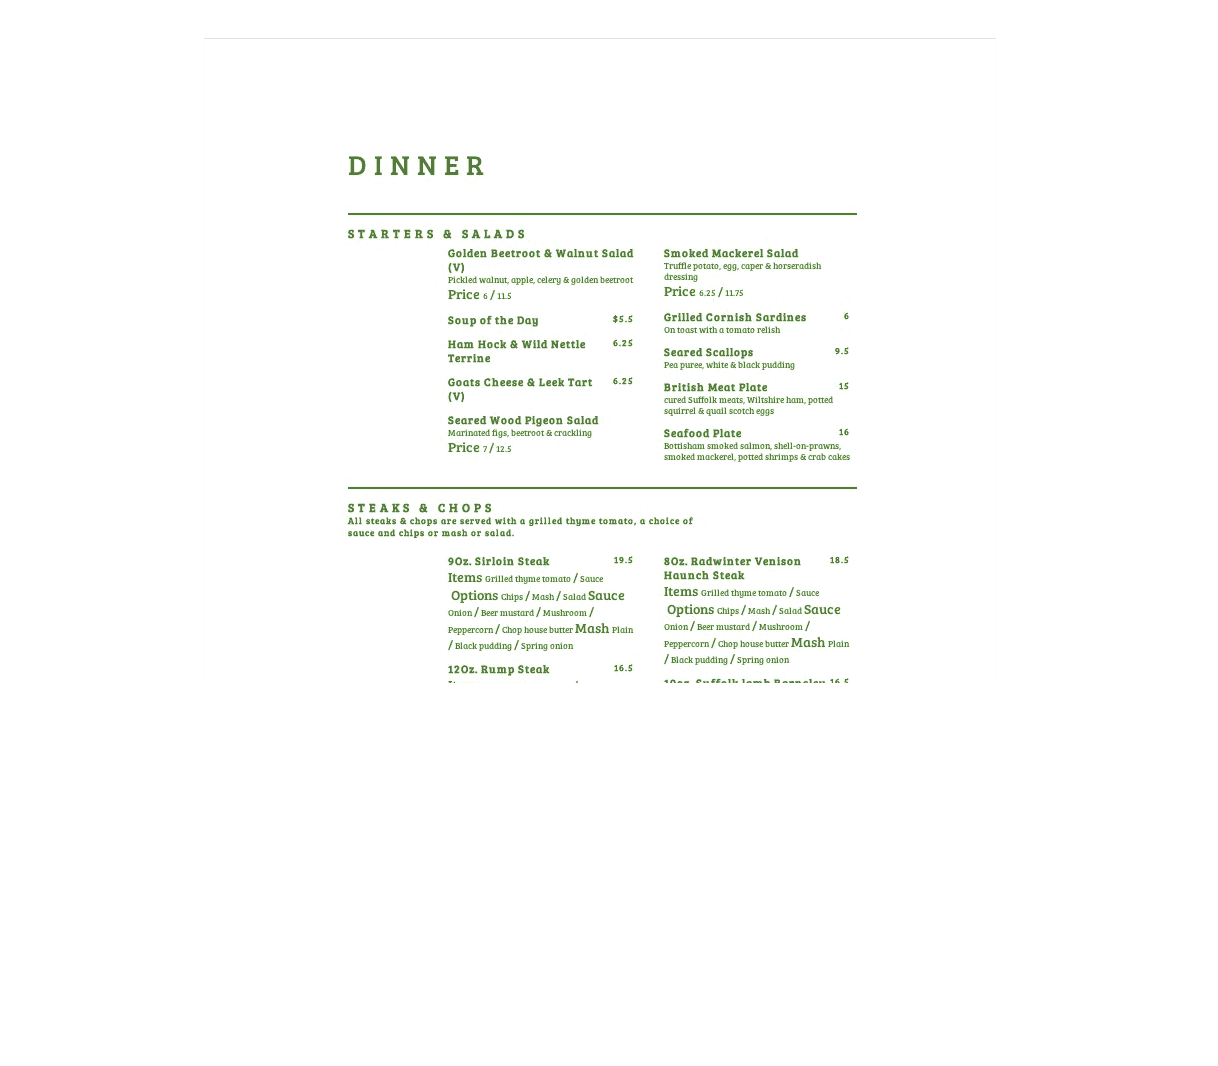 DINNER
STARTERS & SALADS
Golden Beetroot & Walnut Salad
(V)
Pickled walnut, apple, celery & golden beetroot
Price 6 / 11.5
Soup of the Day $5.5
Ham Hock & Wild Nettle 6.25
Terrine
Goats Cheese & Leek Tart 6.25
(V)
Seared Wood Pigeon Salad
Marinated figs, beetroot & crackling
Price 7 / 12.5
Smoked Mackerel Salad
Truffle potato, egg, caper & horseradish
dressing
Price 6.25 / 11.75
Grilled Cornish Sardines 6
On toast with a tomato relish
Seared Scallops 9.5
Pea puree, white & black pudding
British Meat Plate 15
cured Suffolk meats, Wiltshire ham, potted
squirrel & quail scotch eggs
Seafood Plate 16
Bottisham smoked salmon, shell-on-prawns,
smoked mackerel, potted shrimps & crab cakes
STEAKS & CHOPS
All steaks & chops are served with a grilled thyme tomato, a choice of
sauce and chips or mash or salad.
9Oz. Sirloin Steak 19.5
Items Grilled thyme tomato / Sauce
Options Chips / Mash / Salad Sauce
Onion / Beer mustard / Mushroom /
Peppercorn / Chop house butter Mash Plain
/ Black pudding / Spring onion
12Oz. Rump Steak 16.5
8Oz. Radwinter Venison 18.5
Haunch Steak
Items Grilled thyme tomato / Sauce
Options Chips / Mash / Salad Sauce
Onion / Beer mustard / Mushroom /
Peppercorn / Chop house butter Mash Plain
/ Black pudding / Spring onion
10oz. Suffolk lamb Barnsley 16.5